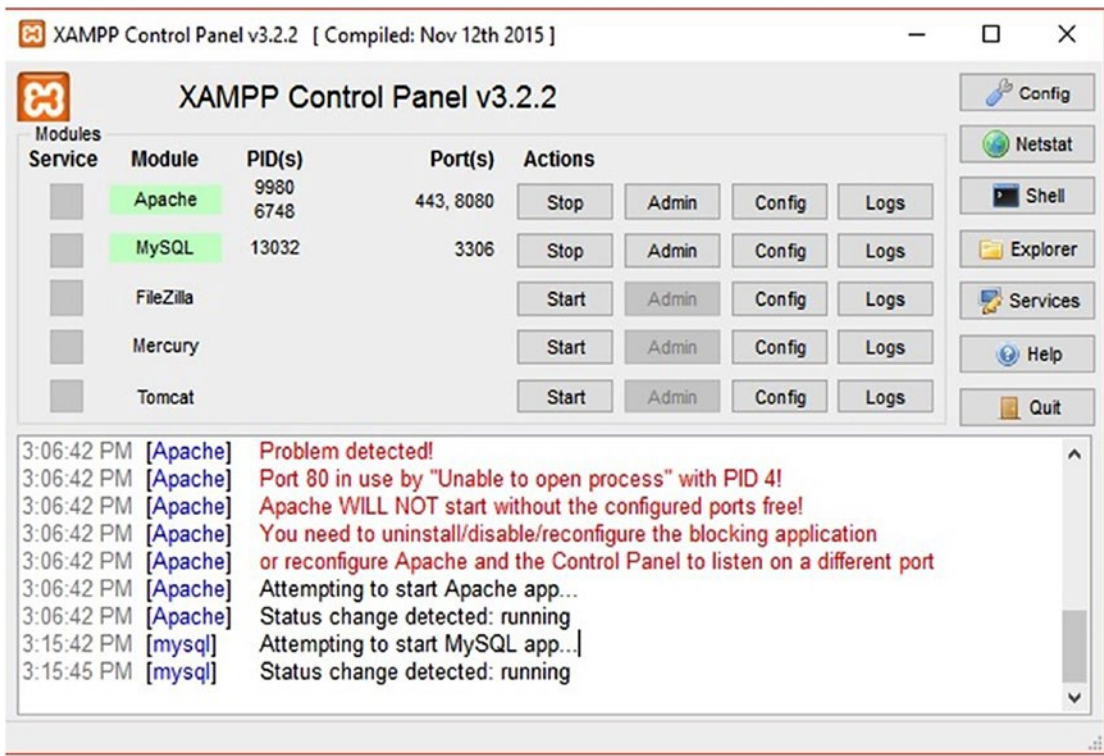 XAMPP Control Panel v3.2.2 [ Compiled: Nov 12th 2015 ]
XAMPP Control Panel v3.2.2
Config
Netstat
Shell
Explorer
Services
Help
Quit
Modules
Service Module PID(s) Port(s) Actions
Apache 9980 443, 8080 Stop Admin Config Logs
6748
MySQL 13032 3306 Stop Admin Config Logs
FileZilla Start Admin Config Logs
Mercury Start Admin Config Logs
Tomcat Start Admin Config Logs
3:06:42 PM [Apache] Problem detected!
3:06:42 PM [Apache] Port 80 in use by "Unable to open process" with PID 4!
3:06:42 PM [Apache] Apache WILL NOT start without the configured ports free!
3:06:42 PM [Apache] You need to uninstall/disable/reconfigure the blocking application
3:06:42 PM [Apache] or reconfigure Apache and the Control Panel to listen on a different port
3:06:42 PM [Apache] Attempting to start Apache app...
3:06:42 PM [Apache] Status change detected: running
3:15:42 PM [mysql] Attempting to start MySQL app...
3:15:45 PM [mysql] Status change detected: running